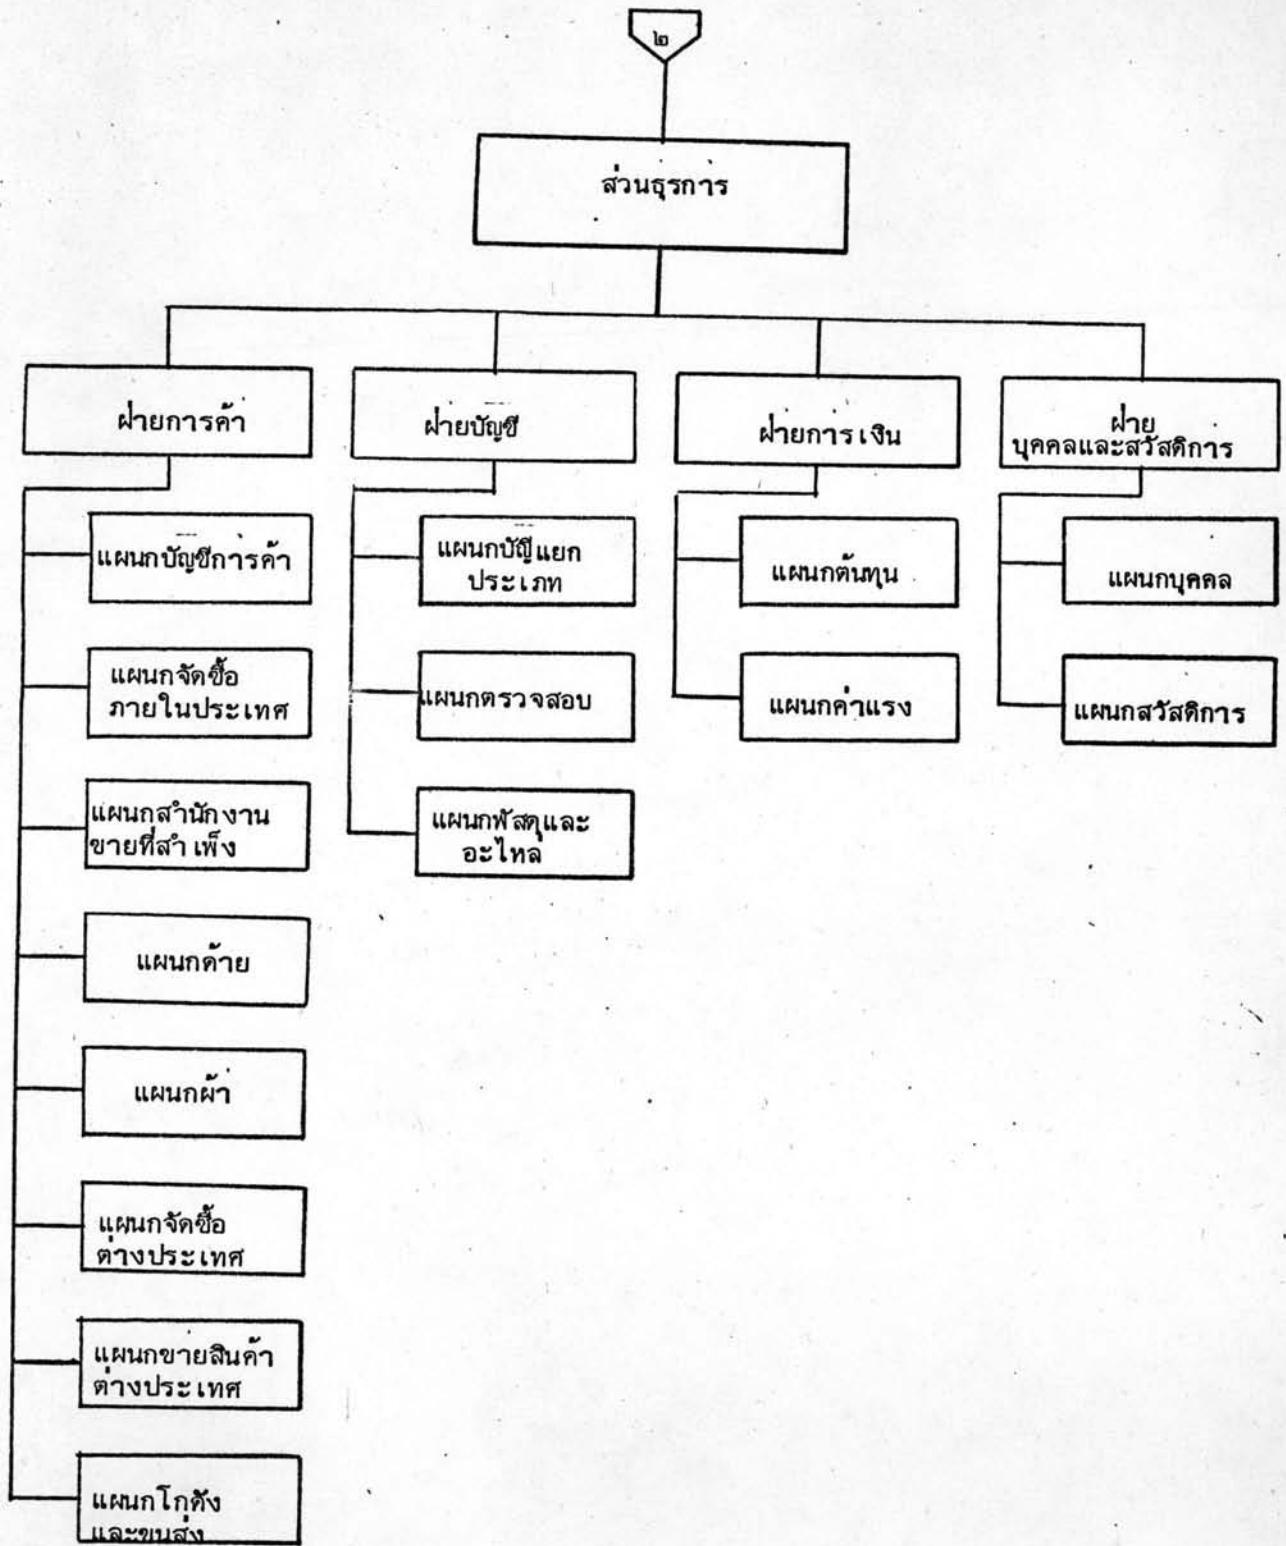 ๒
ส่วนธุรการ
ฝ่ายการค้า
ฝ่ายบัญชี
ฝ่ายการเงิน
ฝ่าย
บุคคลและสวัสดิการ
แผนกบัญชีการค้า
แผนกจัดซื้อ
ภายในประเทศ
แผนกสำนักงาน
ขายที่สำเพ็ง
แผนกด้าย
แผนกผ้า
แผนกจัดซื้อ
ต่างประเทศ
แผนกขายสินค้า
ต่างประเทศ
แผนกโกดัง
และขนส่ง
แผนกบัญีแยก
ประเภท
แผนกตรวจสอบ
แผนกพัสดุและ
อะไหล
แผนกต้นทุน
แผนกค่าแรง
แผนกบุคคล
แผนกสวัสดิการ